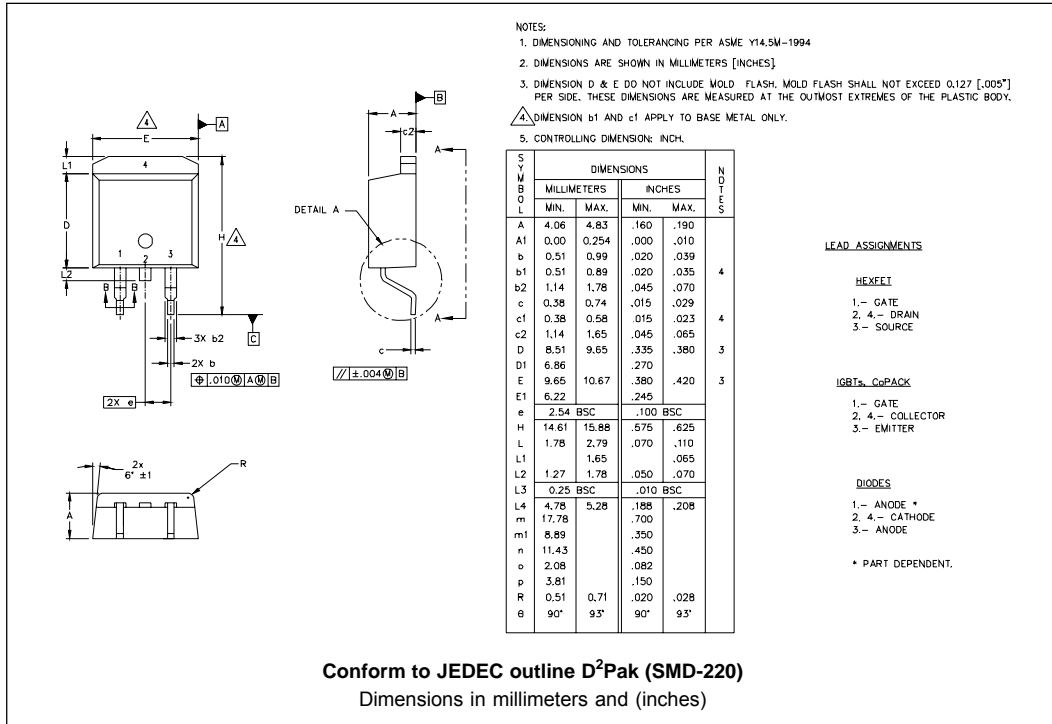 NOTES:
1. DIMENSIONING AND TOLERANCING PER ASME Y14.5M-1994
2. DIMENSIONS ARE SHOWN IN MILLIMETERS [INCHES].
3. DIMENSION D & E DO NOT INCLUDE MOLD FLASH. MOLD FLASH SHALL NOT EXCEED 0.127 [.005"]
PER SIDE. THESE DIMENSIONS ARE MEASURED AT THE OUTMOST EXTREMES OF THE PLASTIC BODY.
4. DIMENSION b1 AND c1 APPLY TO BASE METAL ONLY.
5. CONTROLLING DIMENSION: INCH.
4
E
A
L1
4
D
H
4
1
2
3
L2
B
B
C
3X b2
2X b
⌖ .010Ⓜ AⓂ B
2X e
B
A
c2
A
DETAIL A
A
c
// ±.004Ⓜ B
2x
6° ±1
R
A
SYMBOL DIMENSIONS NOTES
MILLIMETERS INCHES
MIN. MAX. MIN. MAX.
A 4.06 4.83 .160 .190
A1 0.00 0.254 .000 .010
b 0.51 0.99 .020 .039
b1 0.51 0.89 .020 .035 4
b2 1.14 1.78 .045 .070
c 0.38 0.74 .015 .029
c1 0.38 0.58 .015 .023 4
c2 1.14 1.65 .045 .065
D 8.51 9.65 .335 .380 3
D1 6.86 .270
E 9.65 10.67 .380 .420 3
E1 6.22 .245
e 2.54 BSC .100 BSC
H 14.61 15.88 .575 .625
L 1.78 2.79 .070 .110
L1 1.65 .065
L2 1.27 1.78 .050 .070
L3 0.25 BSC .010 BSC
L4 4.78 5.28 .188 .208
m 17.78 .700
m1 8.89 .350
n 11.43 .450
o 2.08 .082
p 3.81 .150
R 0.51 0.71 .020 .028
θ 90° 93° 90° 93°
LEAD ASSIGNMENTS
HEXFET
1.- GATE
2, 4.- DRAIN
3.- SOURCE
IGBTs, CoPACK
1.- GATE
2, 4.- COLLECTOR
3.- EMITTER
DIODES
1.- ANODE *
2, 4.- CATHODE
3.- ANODE
* PART DEPENDENT.
Conform to JEDEC outline D²Pak (SMD-220)
Dimensions in millimeters and (inches)